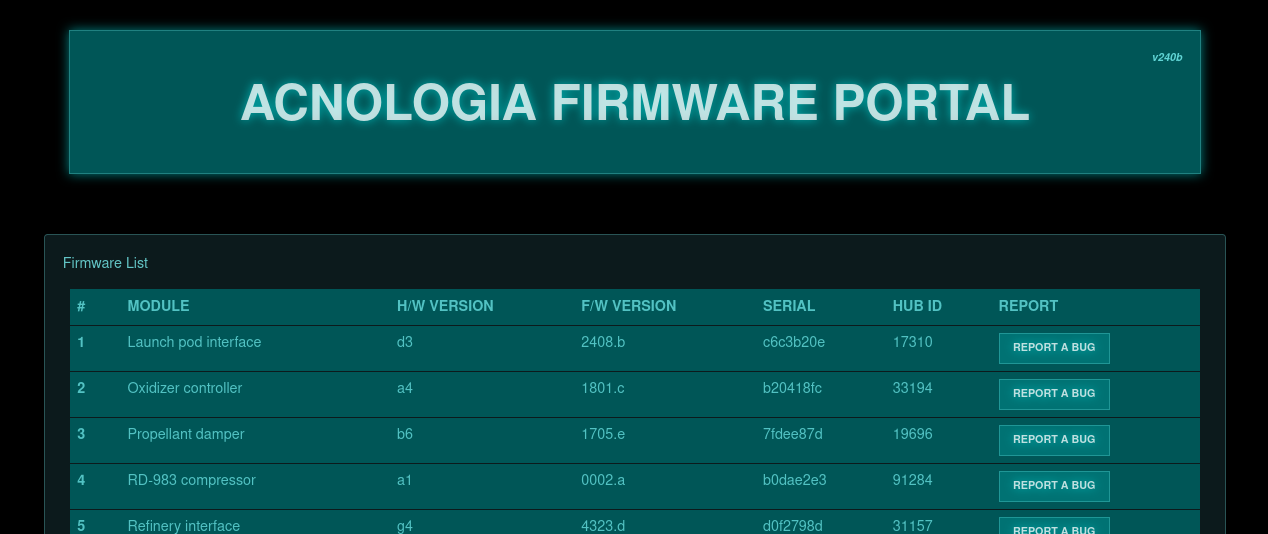 v240b
ACNOLOGIA FIRMWARE PORTAL
Firmware List
# MODULE H/W VERSION F/W VERSION SERIAL HUB ID REPORT
1 Launch pod interface d3 2408.b c6c3b20e 17310 REPORT A BUG
2 Oxidizer controller a4 1801.c b20418fc 33194 REPORT A BUG
3 Propellant damper b6 1705.e 7fdee87d 19696 REPORT A BUG
4 RD-983 compressor a1 0002.a b0dae2e3 91284 REPORT A BUG
5 Refinery interface g4 4323.d d0f2798d 31157 REPORT A BUG